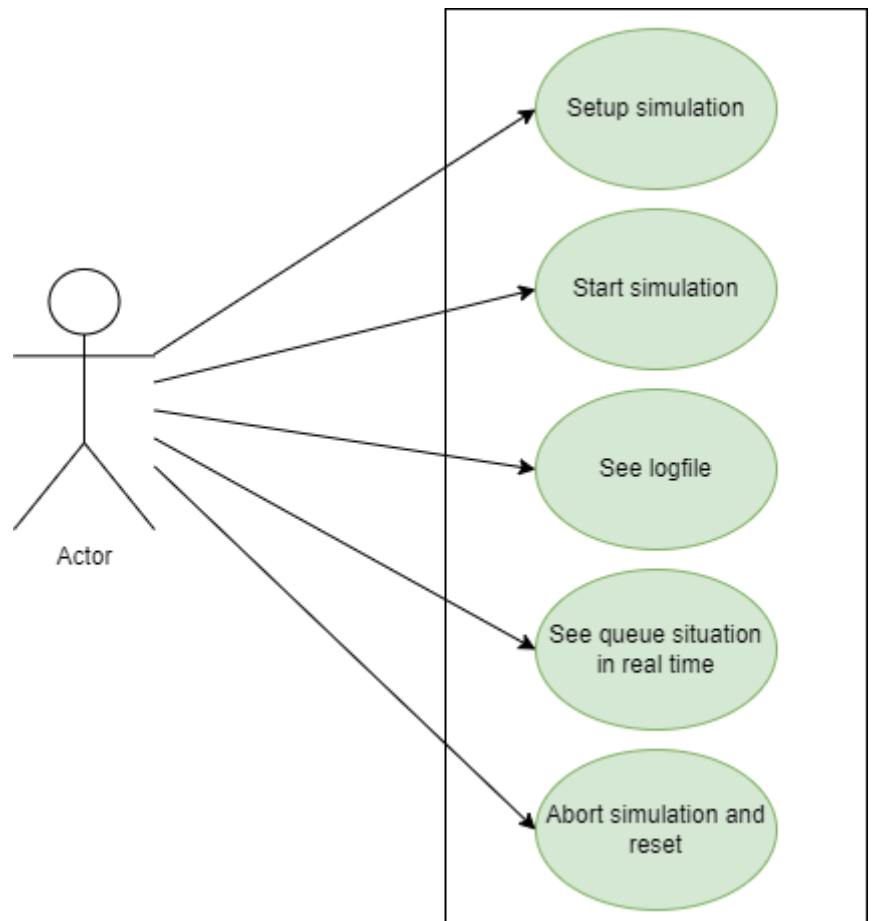 Setup simulation
Start simulation
See logfile
Actor
See queue situation
in real time
Abort simulation and
reset